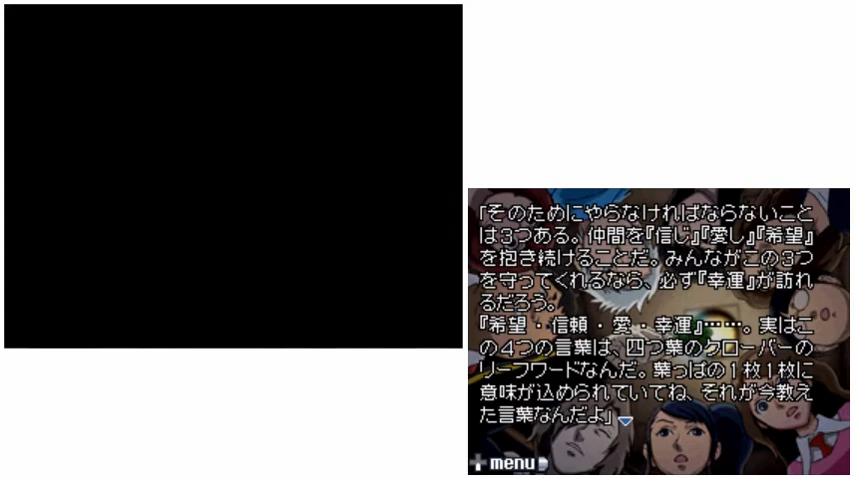 「そのためにやらなければならないこと
は３つある。仲間を『信じ』『愛し』『希望』
を抱き続けることだ。みんながこの３つ
を守ってくれるなら、必ず『幸運』が訪れ
るだろう。
『希望・信頼・愛・幸運』……。実はこ
の４つの言葉は、四つ葉のクローバーの
リーフワードなんだ。葉っぱの１枚１枚に
意味が込められていてね、それが今教え
た言葉なんだよ」
menu